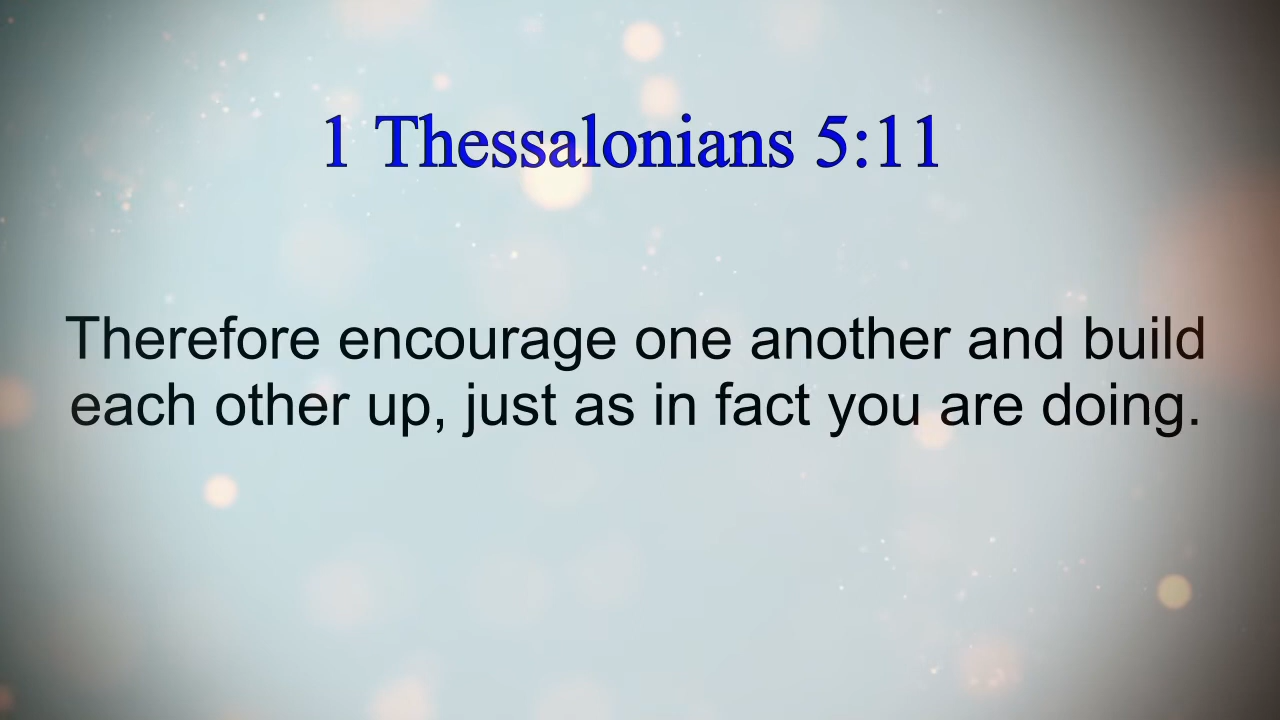 1 Thessalonians 5:11
Therefore encourage one another and build
each other up, just as in fact you are doing.